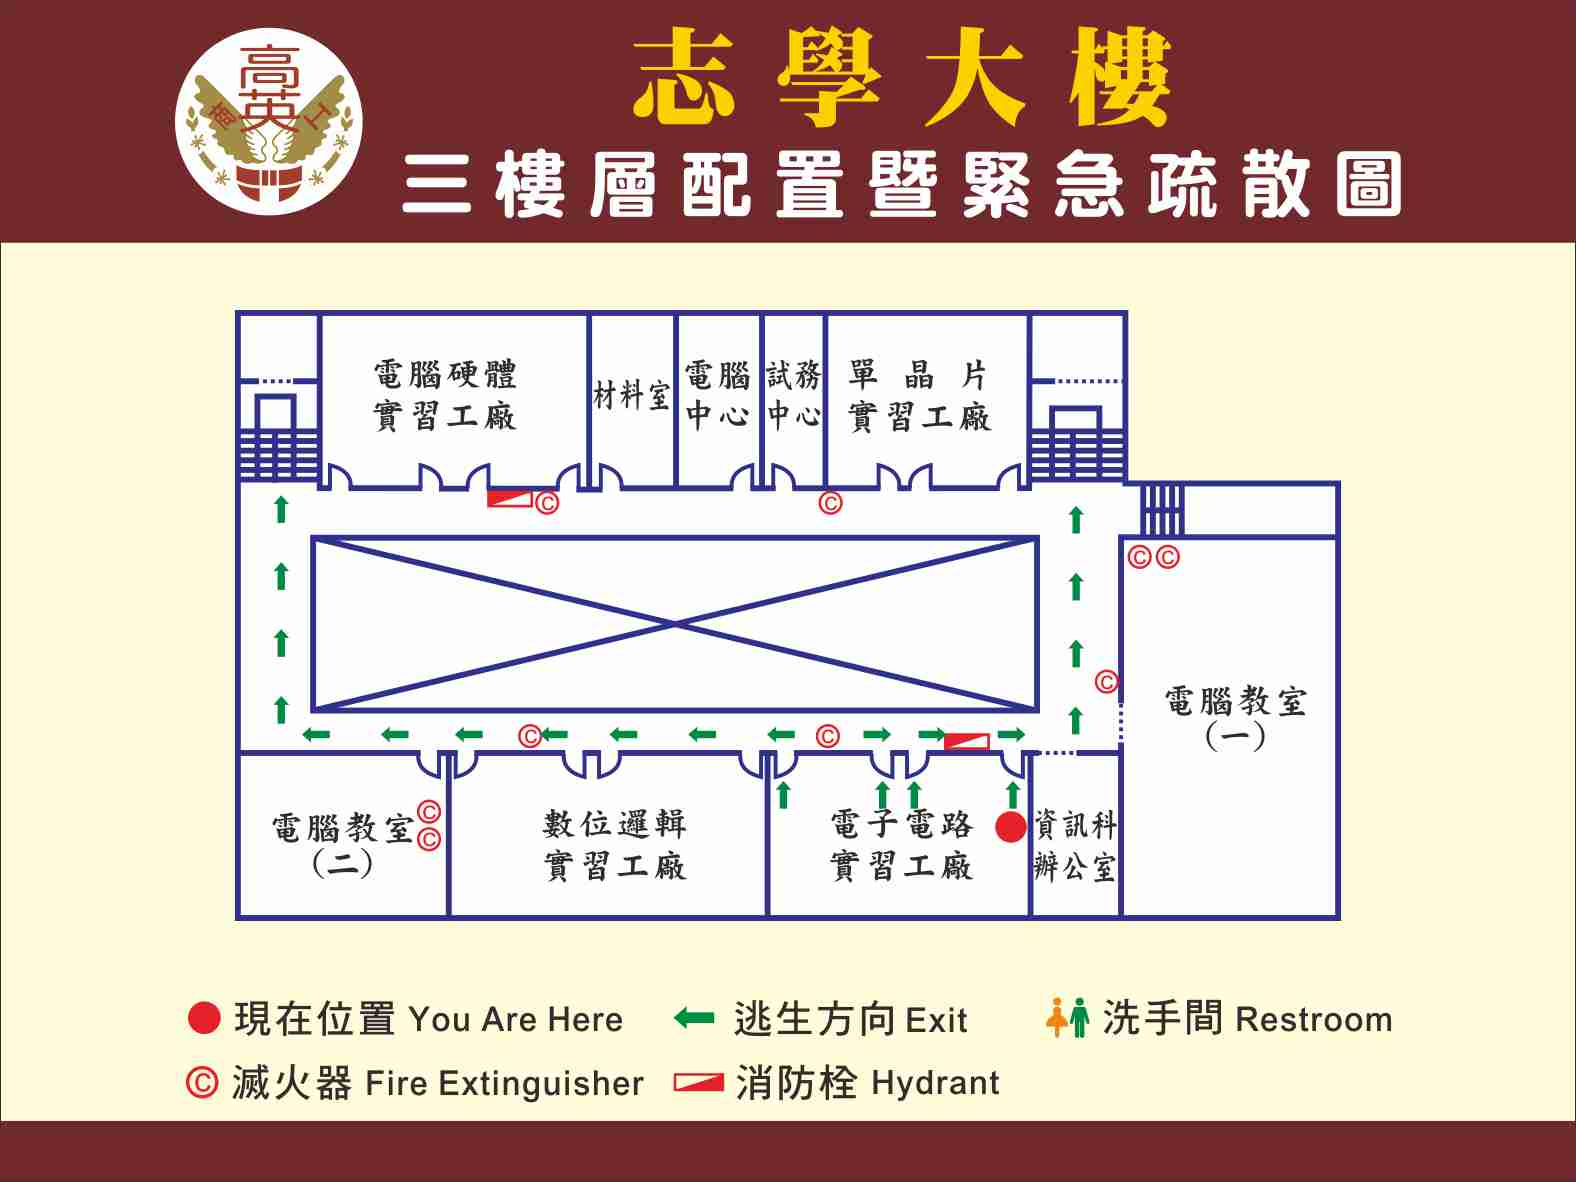 高英
商工
志學大樓
三樓層配置暨緊急疏散圖
電腦硬體
實習工廠
材料室
電腦
中心
試務
中心
單晶片
實習工廠
C
C
C C
C
電腦教室
(一)
C
C
電腦教室
(二)
C
C
數位邏輯
實習工廠
電子電路
實習工廠
資訊科
辦公室
現在位置 You Are Here
逃生方向 Exit
洗手間 Restroom
C 滅火器 Fire Extinguisher
消防栓 Hydrant